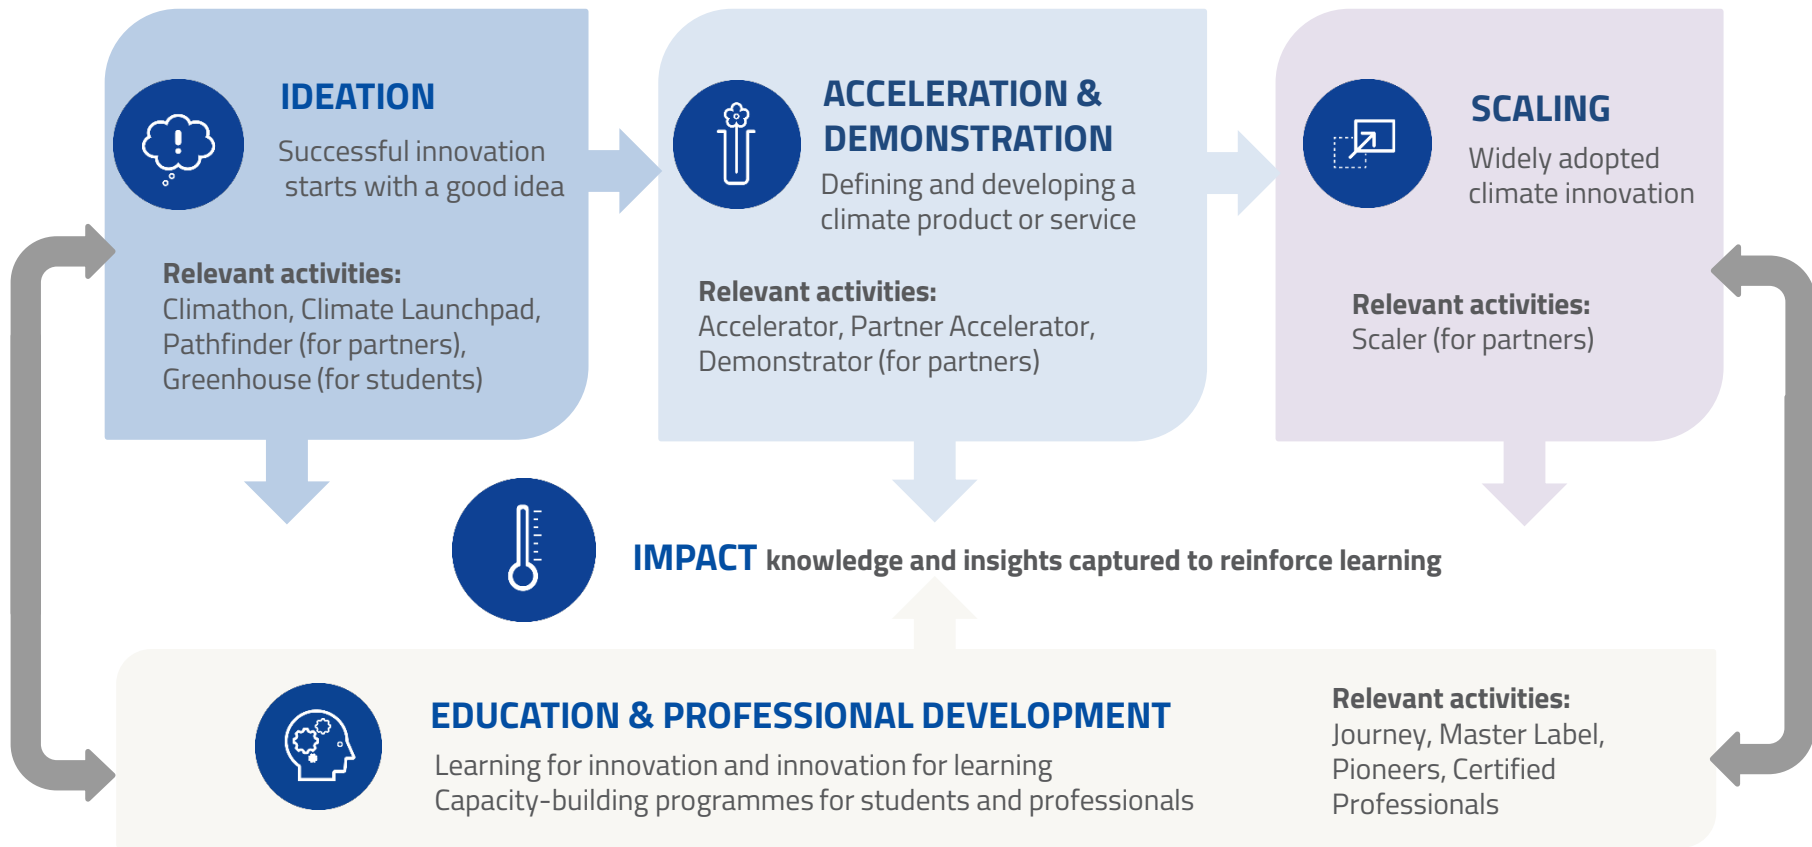 IDEATION
Successful innovation
starts with a good idea
Relevant activities:
Climathon, Climate Launchpad,
Pathfinder (for partners),
Greenhouse (for students)
ACCELERATION &
DEMONSTRATION
Defining and developing a
climate product or service
Relevant activities:
Accelerator, Partner Accelerator,
Demonstrator (for partners)
SCALING
Widely adopted
climate innovation
Relevant activities:
Scaler (for partners)
IMPACT knowledge and insights captured to reinforce learning
EDUCATION & PROFESSIONAL DEVELOPMENT
Learning for innovation and innovation for learning
Capacity-building programmes for students and professionals
Relevant activities:
Journey, Master Label,
Pioneers, Certified
Professionals